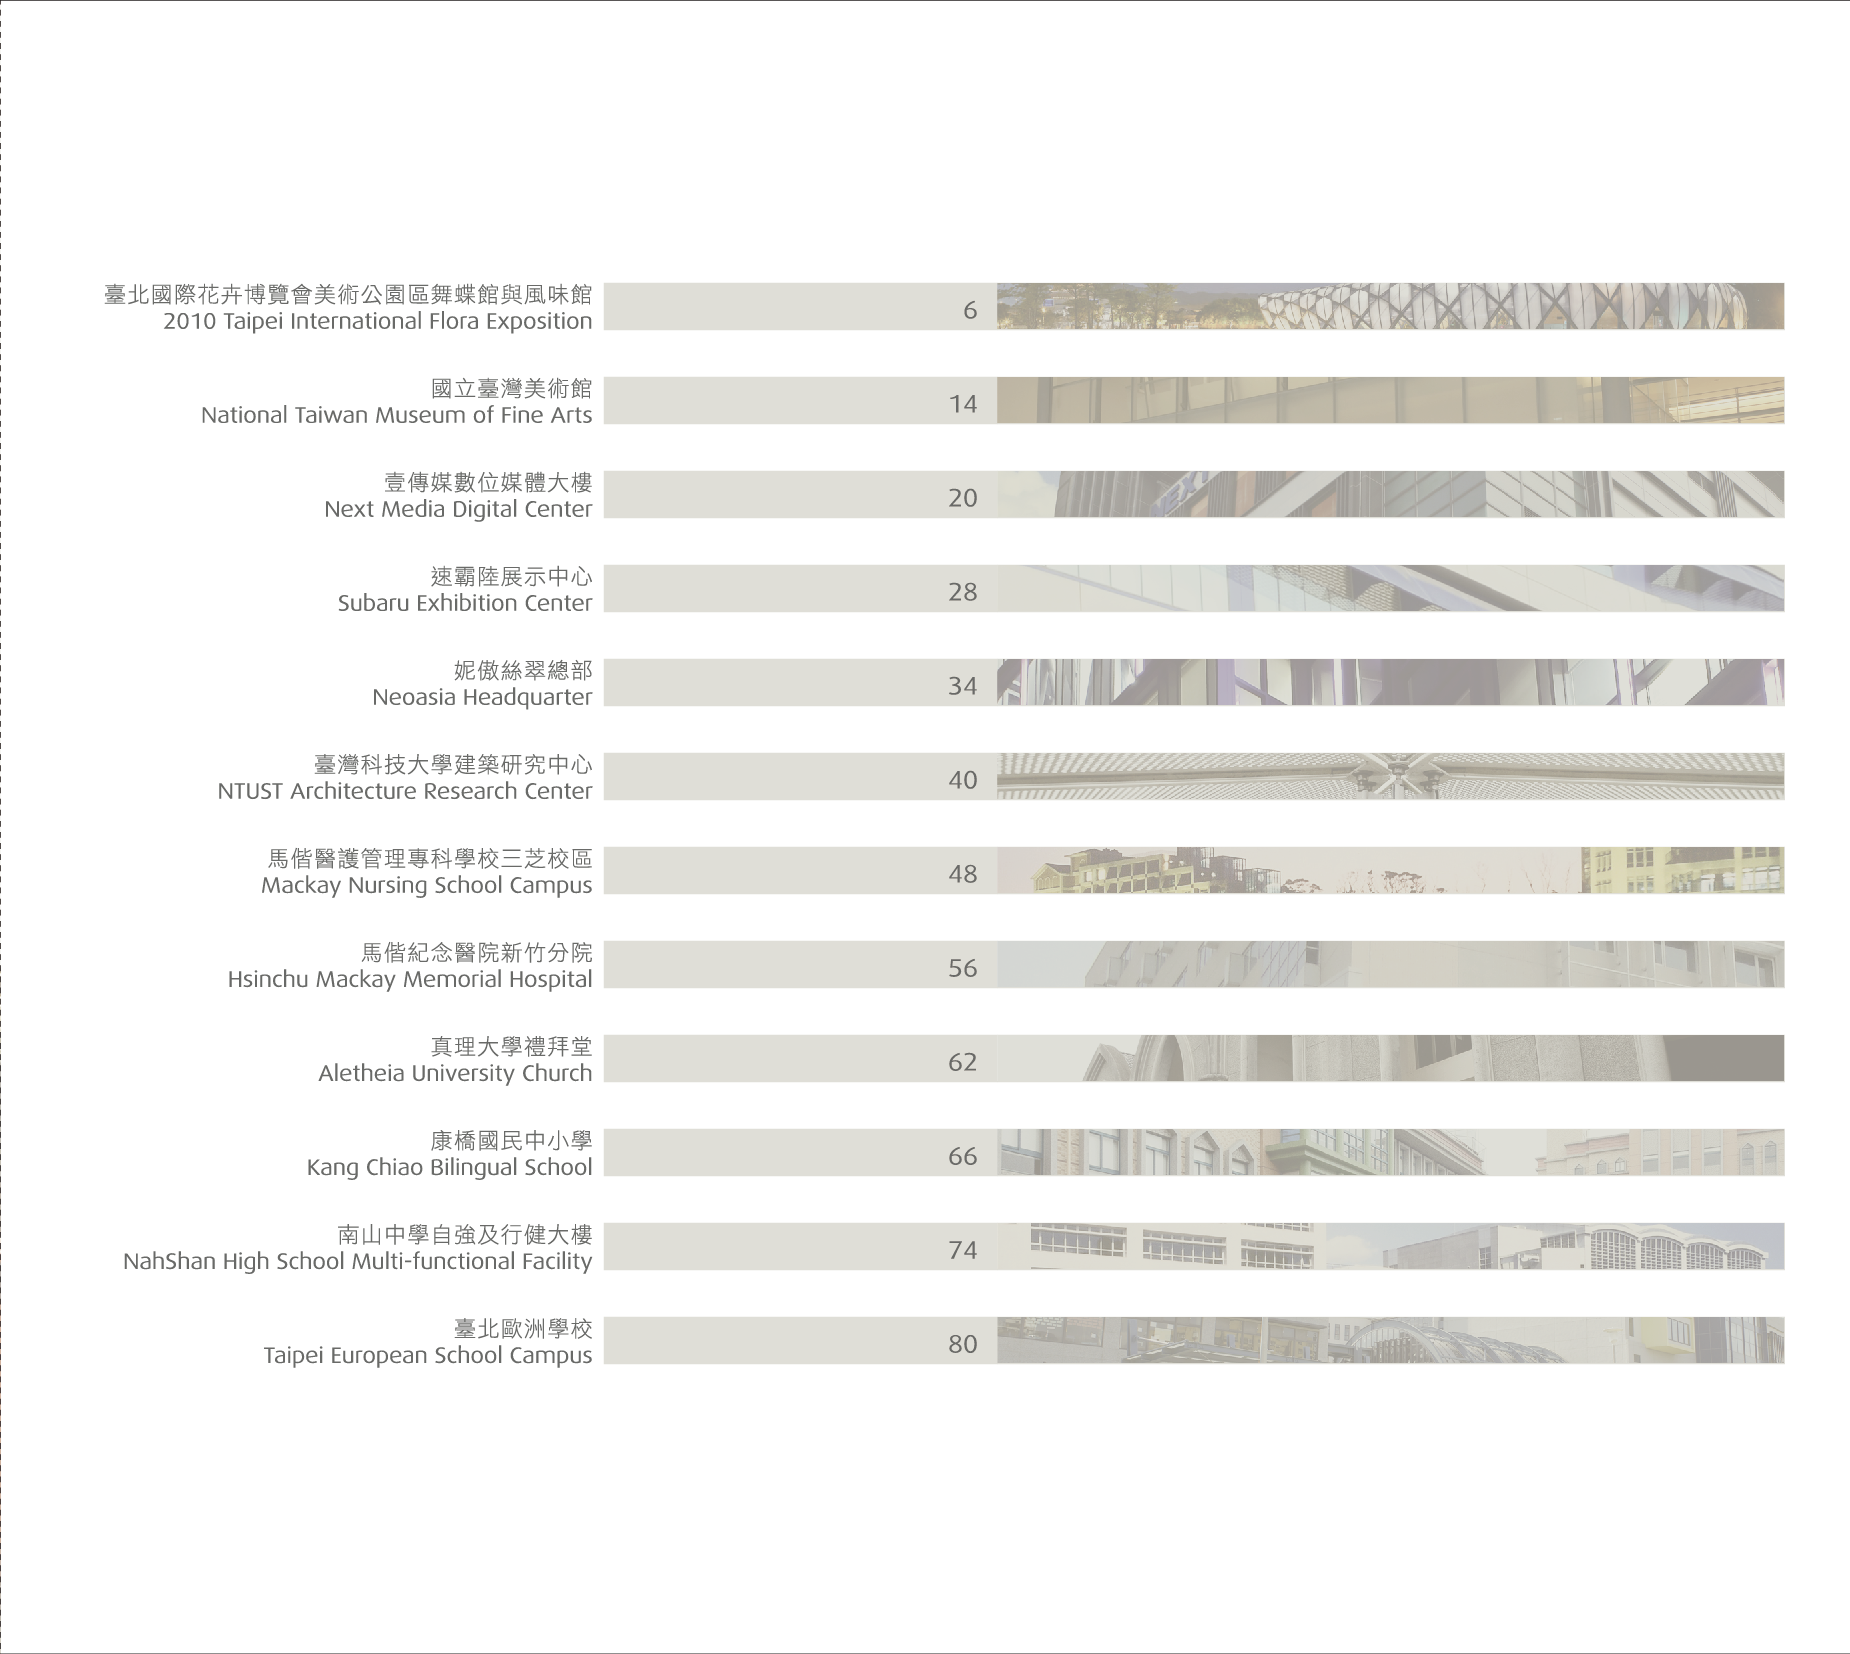 臺北國際花卉博覽會美術公園區舞蝶館與風味館
2010 Taipei International Flora Exposition
6
國立臺灣美術館
National Taiwan Museum of Fine Arts
14
壹傳媒數位媒體大樓
Next Media Digital Center
20
NEXT
速霸陸展示中心
Subaru Exhibition Center
28
妮傲絲翠總部
Neoasia Headquarter
34
臺灣科技大學建築研究中心
NTUST Architecture Research Center
40
馬偕醫護管理專科學校三芝校區
Mackay Nursing School Campus
48
馬偕紀念醫院新竹分院
Hsinchu Mackay Memorial Hospital
56
真理大學禮拜堂
Aletheia University Church
62
康橋國民中小學
Kang Chiao Bilingual School
66
南山中學自強及行健大樓
NahShan High School Multi-functional Facility
74
臺北歐洲學校
Taipei European School Campus
80